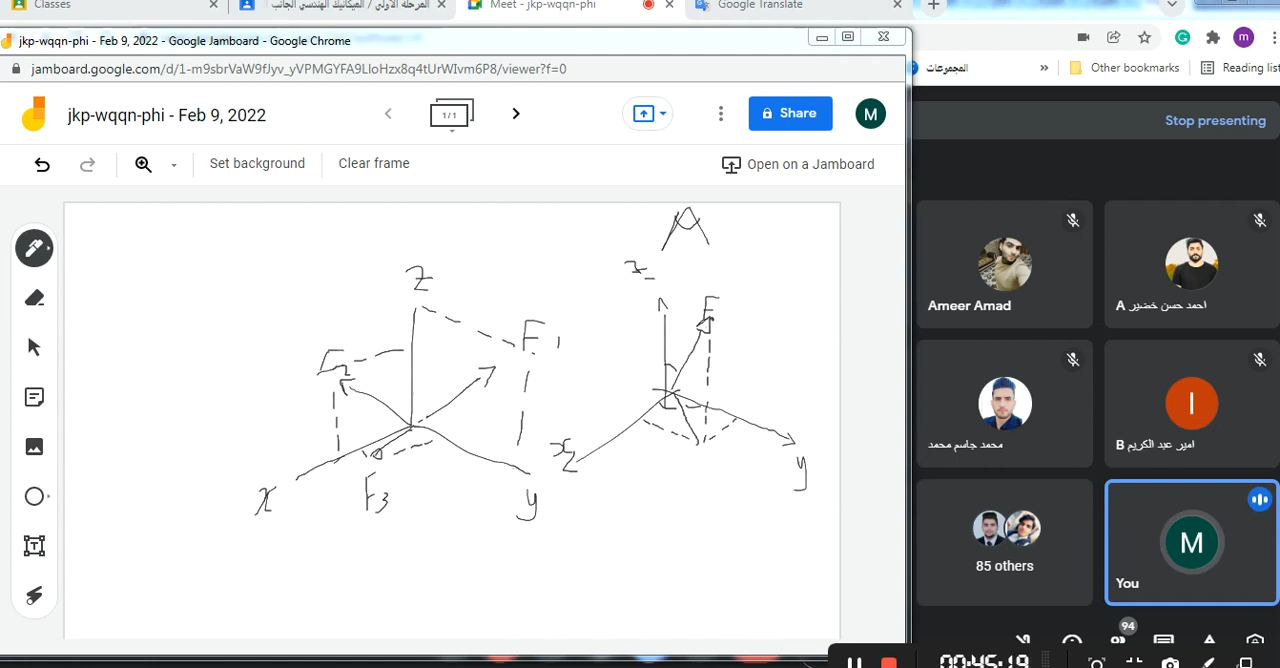 Classes
المرحلة الاولى / الميكانيك الهندسي الجانب
Meet - jkp-wqqn-phi
Google Translate
jkp-wqqn-phi - Feb 9, 2022 - Google Jamboard - Google Chrome
m
jamboard.google.com/d/1-m9sbrVaW9fJyv_yVPMGYFA9LloHzx8q4tUrWIvm6P8/viewer?f=0
المجموعات
»
Other bookmarks
Reading list
jkp-wqqn-phi - Feb 9, 2022
1/1
Share
M
Stop presenting
Set background
Clear frame
Open on a Jamboard
A
z
z
F
F1
F2
x
y
x
F3
y
Ameer Amad
احمد حسن خضير A
محمد جاسم محمد
I
امير عبد الكريم B
85 others
M
You
94
00:45:19